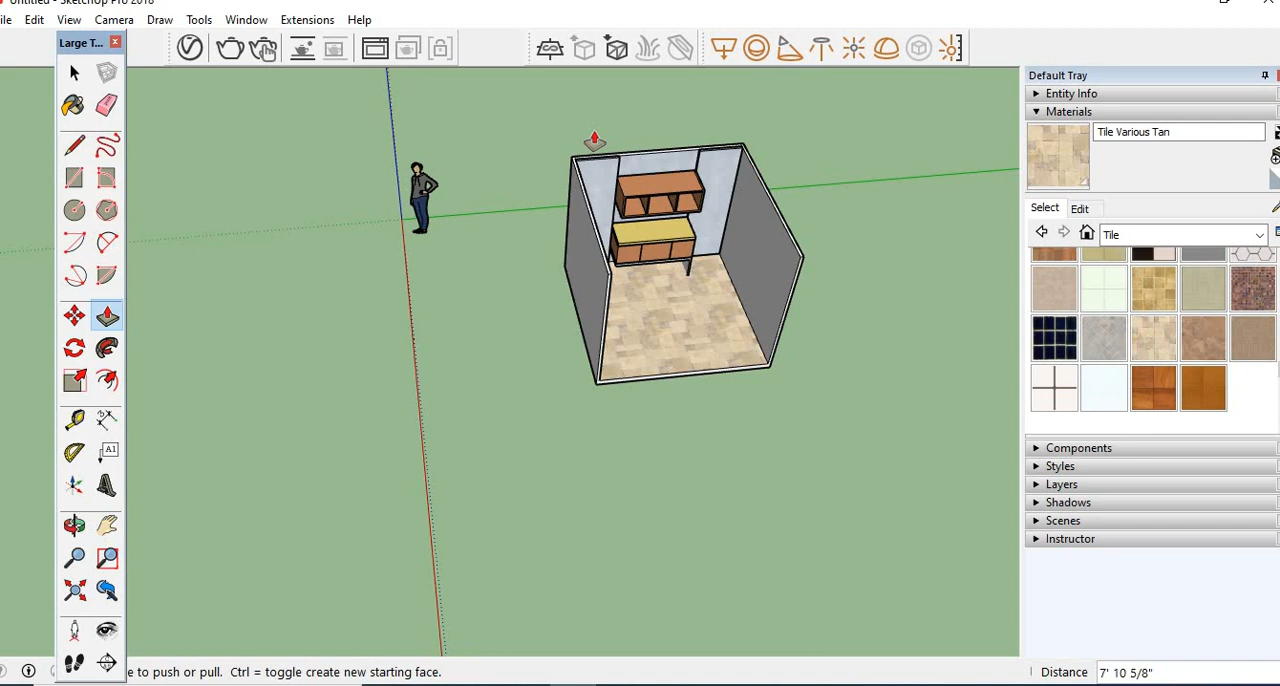 Untitled - SketchUp Pro 2018
ile Edit View Camera Draw Tools Window Extensions Help
Large T...
Default Tray
Entity Info
Materials
Tile Various Tan
Select Edit
Tile
A1
Components
Styles
Layers
Shadows
Scenes
Instructor
e to push or pull. Ctrl = toggle create new starting face.
Distance 7' 10 5/8"